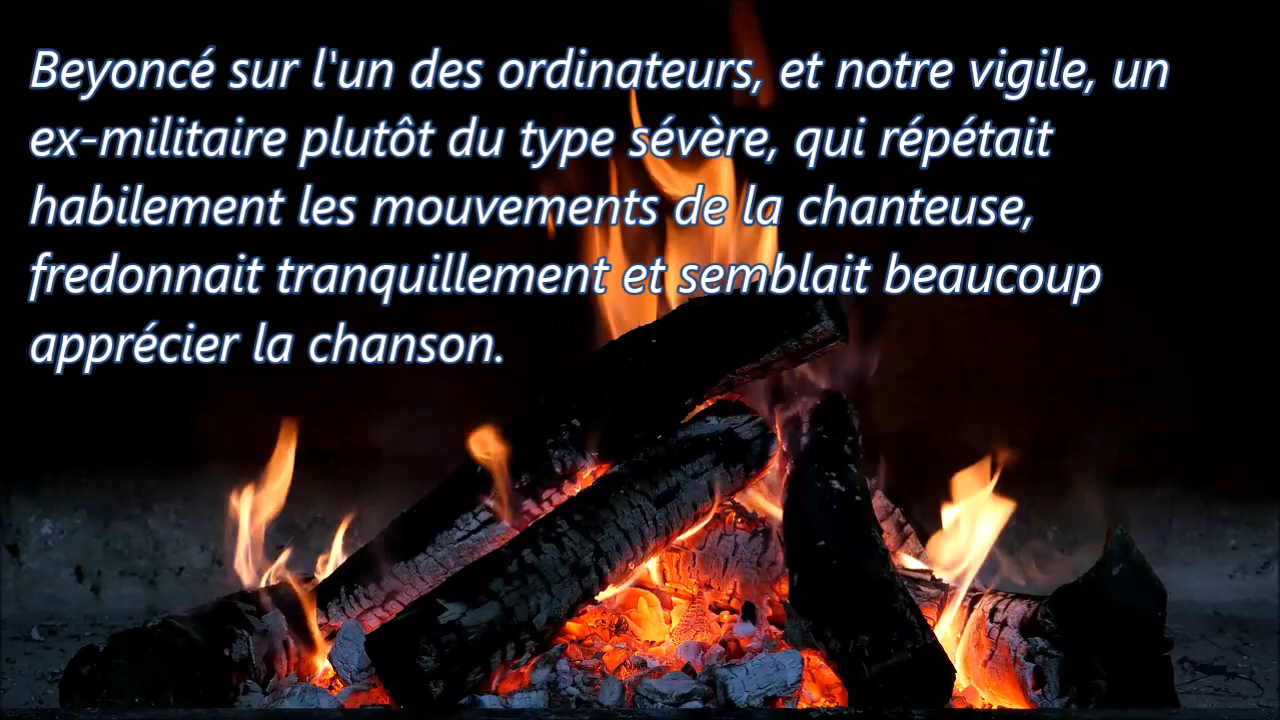 Beyoncé sur l'un des ordinateurs, et notre vigile, un
ex-militaire plutôt du type sévère, qui répétait
habilement les mouvements de la chanteuse,
fredonnait tranquillement et semblait beaucoup
apprécier la chanson.